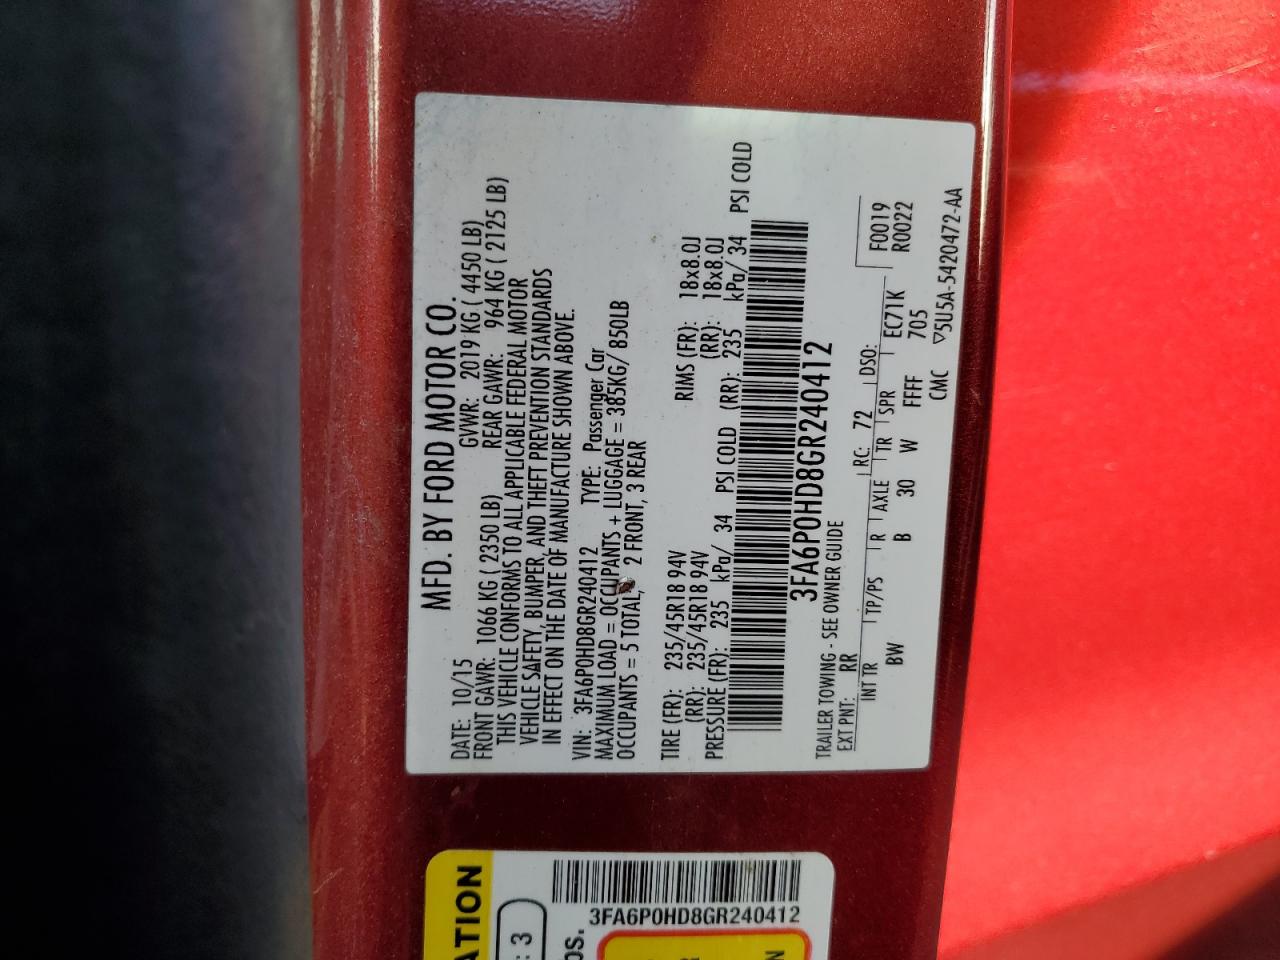 MFD. BY FORD MOTOR CO.
DATE: 10/15 GVWR: 2019 KG ( 4450 LB)
FRONT GAWR: 1066 KG ( 2350 LB) REAR GAWR: 964 KG ( 2125 LB)
THIS VEHICLE CONFORMS TO ALL APPLICABLE FEDERAL MOTOR
VEHICLE SAFETY, BUMPER, AND THEFT PREVENTION STANDARDS
IN EFFECT ON THE DATE OF MANUFACTURE SHOWN ABOVE.
VIN: 3FA6P0HD8GR240412 TYPE: Passenger Car
MAXIMUM LOAD = OCCUPANTS + LUGGAGE = 385KG/ 850LB
OCCUPANTS = 5 TOTAL, 2 FRONT, 3 REAR
TIRE (FR): 235/45R18 94V RIMS (FR): 18x8.0J
(RR): 235/45R18 94V (RR): 18x8.0J
PRESSURE (FR): 235 kPa/ 34 PSI COLD (RR): 235 kPa/ 34 PSI COLD
3FA6P0HD8GR240412
TRAILER TOWING - SEE OWNER GUIDE
EXT PNT: RR RC: 72 DSO: F0019
R0022
INT TR TP/PS R AXLE TR SPR EC71K
BW B 30 W FFFF 705
CMC ▽5U5A-5420472-AA
ATION
: 3
OS.
3FA6P0HD8GR240412